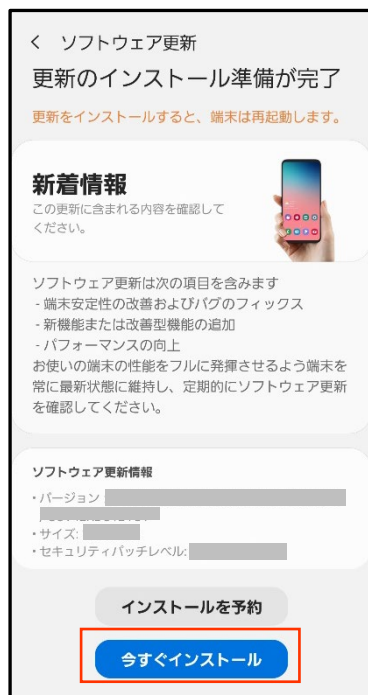 く ソフトウェア更新
更新のインストール準備が完了
更新をインストールすると、端末は再起動します。
新着情報
この更新に含まれる内容を確認して
ください。
ソフトウェア更新は次の項目を含みます
- 端末安定性の改善およびバグのフィックス
- 新機能または改善型機能の追加
- パフォーマンスの向上
お使いの端末の性能をフルに発揮させるよう端末を
常に最新状態に維持し、定期的にソフトウェア更新
を確認してください。
ソフトウェア更新情報
・バージョン :
・サイズ:
・セキュリティパッチレベル:
インストールを予約
今すぐインストール